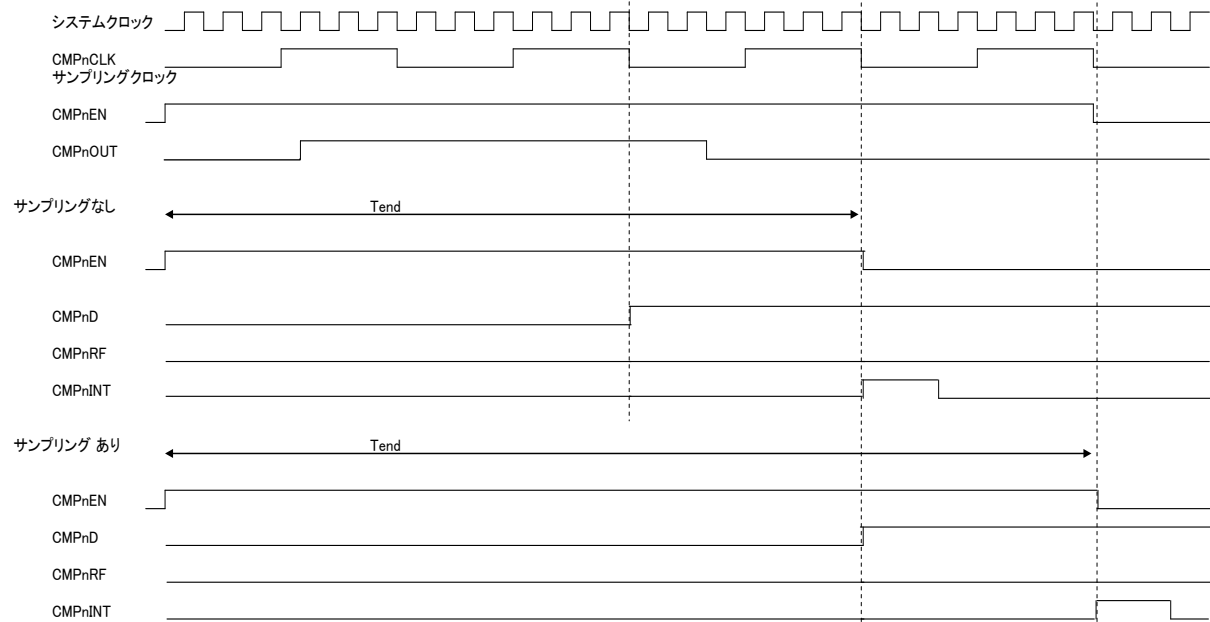 システムクロック
CMPnCLK
サンプリングクロック
CMPnEN
CMPnOUT
サンプリングなし
Tend
CMPnEN
CMPnD
CMPnRF
CMPnINT
サンプリング あり
Tend
CMPnEN
CMPnD
CMPnRF
CMPnINT